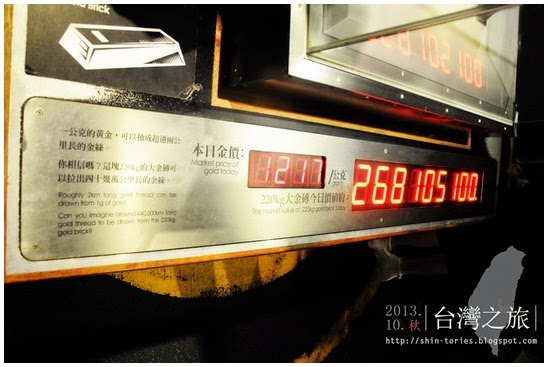 brick
一公克的黃金，可以抽成超過兩公
里長的金絲。
你相信嗎？這塊220kg的大金磚可
以拉出四十幾萬公里長的金絲。
Roughly 2km long gold thread can be
drawn from 1g of gold.
Can you imagine around 440,000km long
gold thread to be drawn from this 220kg
gold brick?
本日金價：
Market price of
gold today
1217
/公克
gram
220kg大金磚今日價值約：
The market value of 220kg gold brick today
268105100
2013.
10.秋
台灣之旅
http://shin-tories.blogspot.com